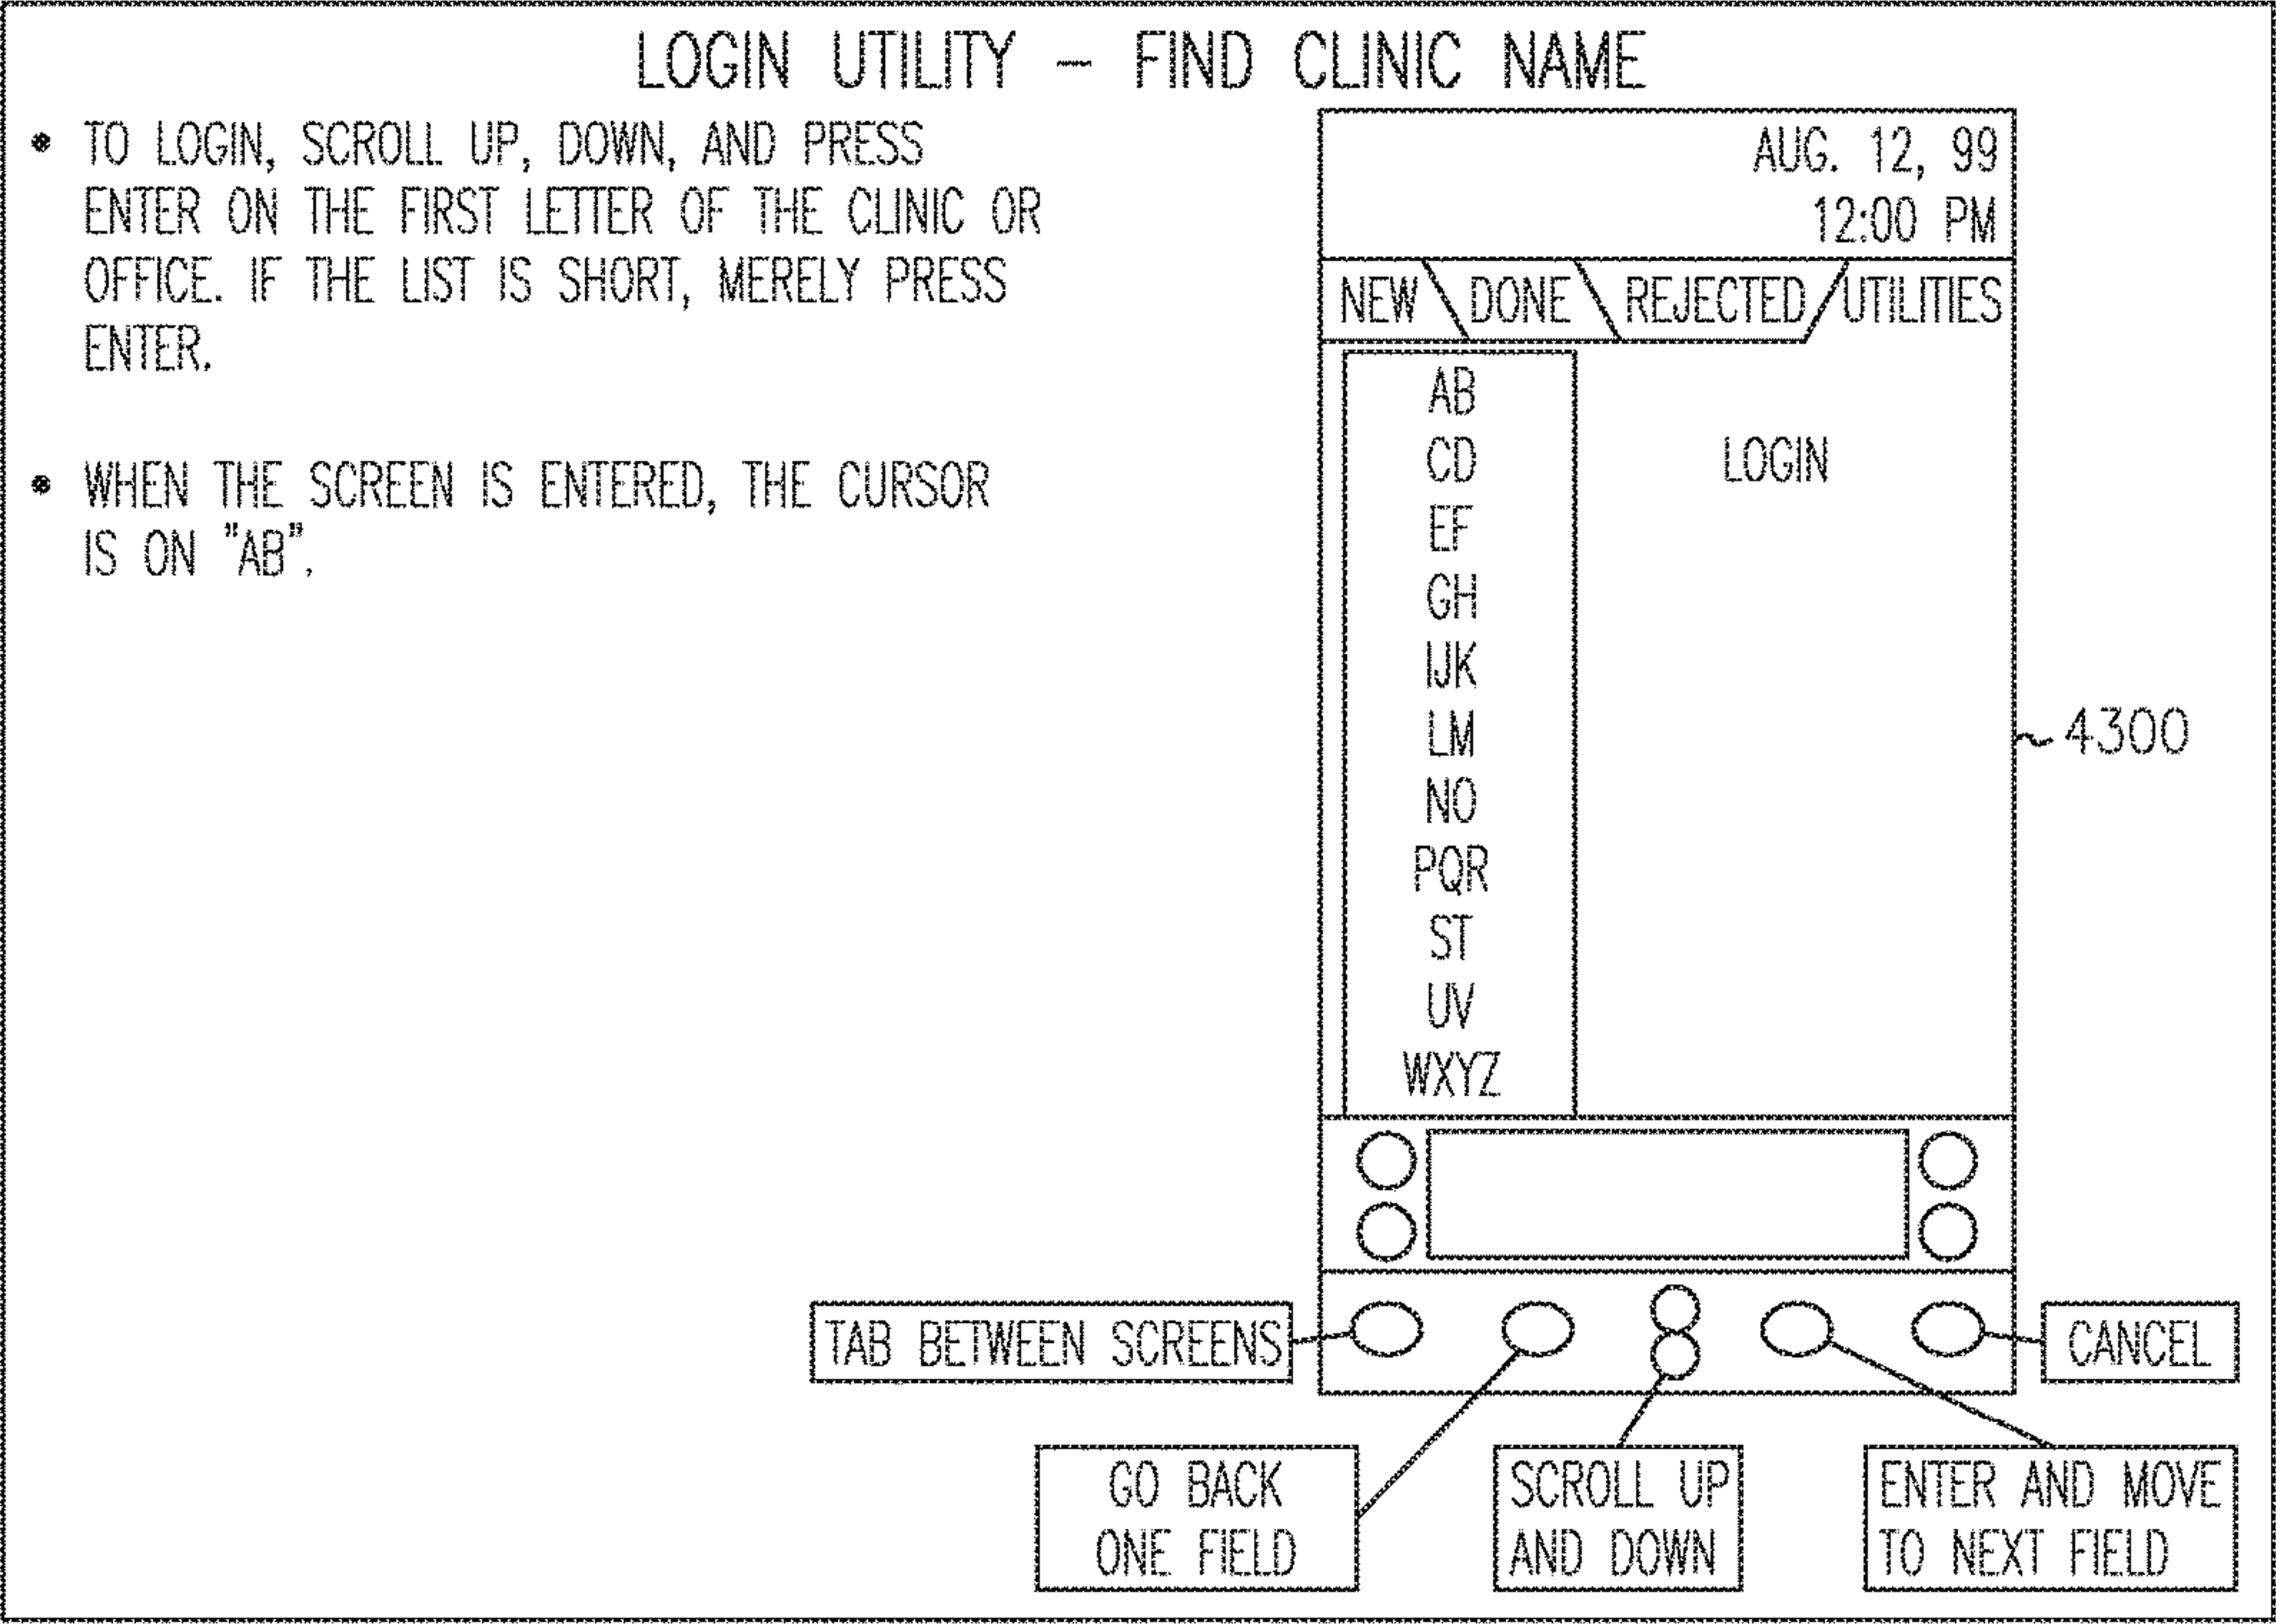 LOGIN UTILITY – FIND CLINIC NAME
• TO LOGIN, SCROLL UP, DOWN, AND PRESS
ENTER ON THE FIRST LETTER OF THE CLINIC OR
OFFICE. IF THE LIST IS SHORT, MERELY PRESS
ENTER.
• WHEN THE SCREEN IS ENTERED, THE CURSOR
IS ON "AB".
AUG. 12, 99
12:00 PM
NEW DONE REJECTED UTILITIES
AB
CD
EF
GH
IJK
LM
NO
PQR
ST
UV
WXYZ
LOGIN
4300
TAB BETWEEN SCREENS
CANCEL
GO BACK
ONE FIELD
SCROLL UP
AND DOWN
ENTER AND MOVE
TO NEXT FIELD